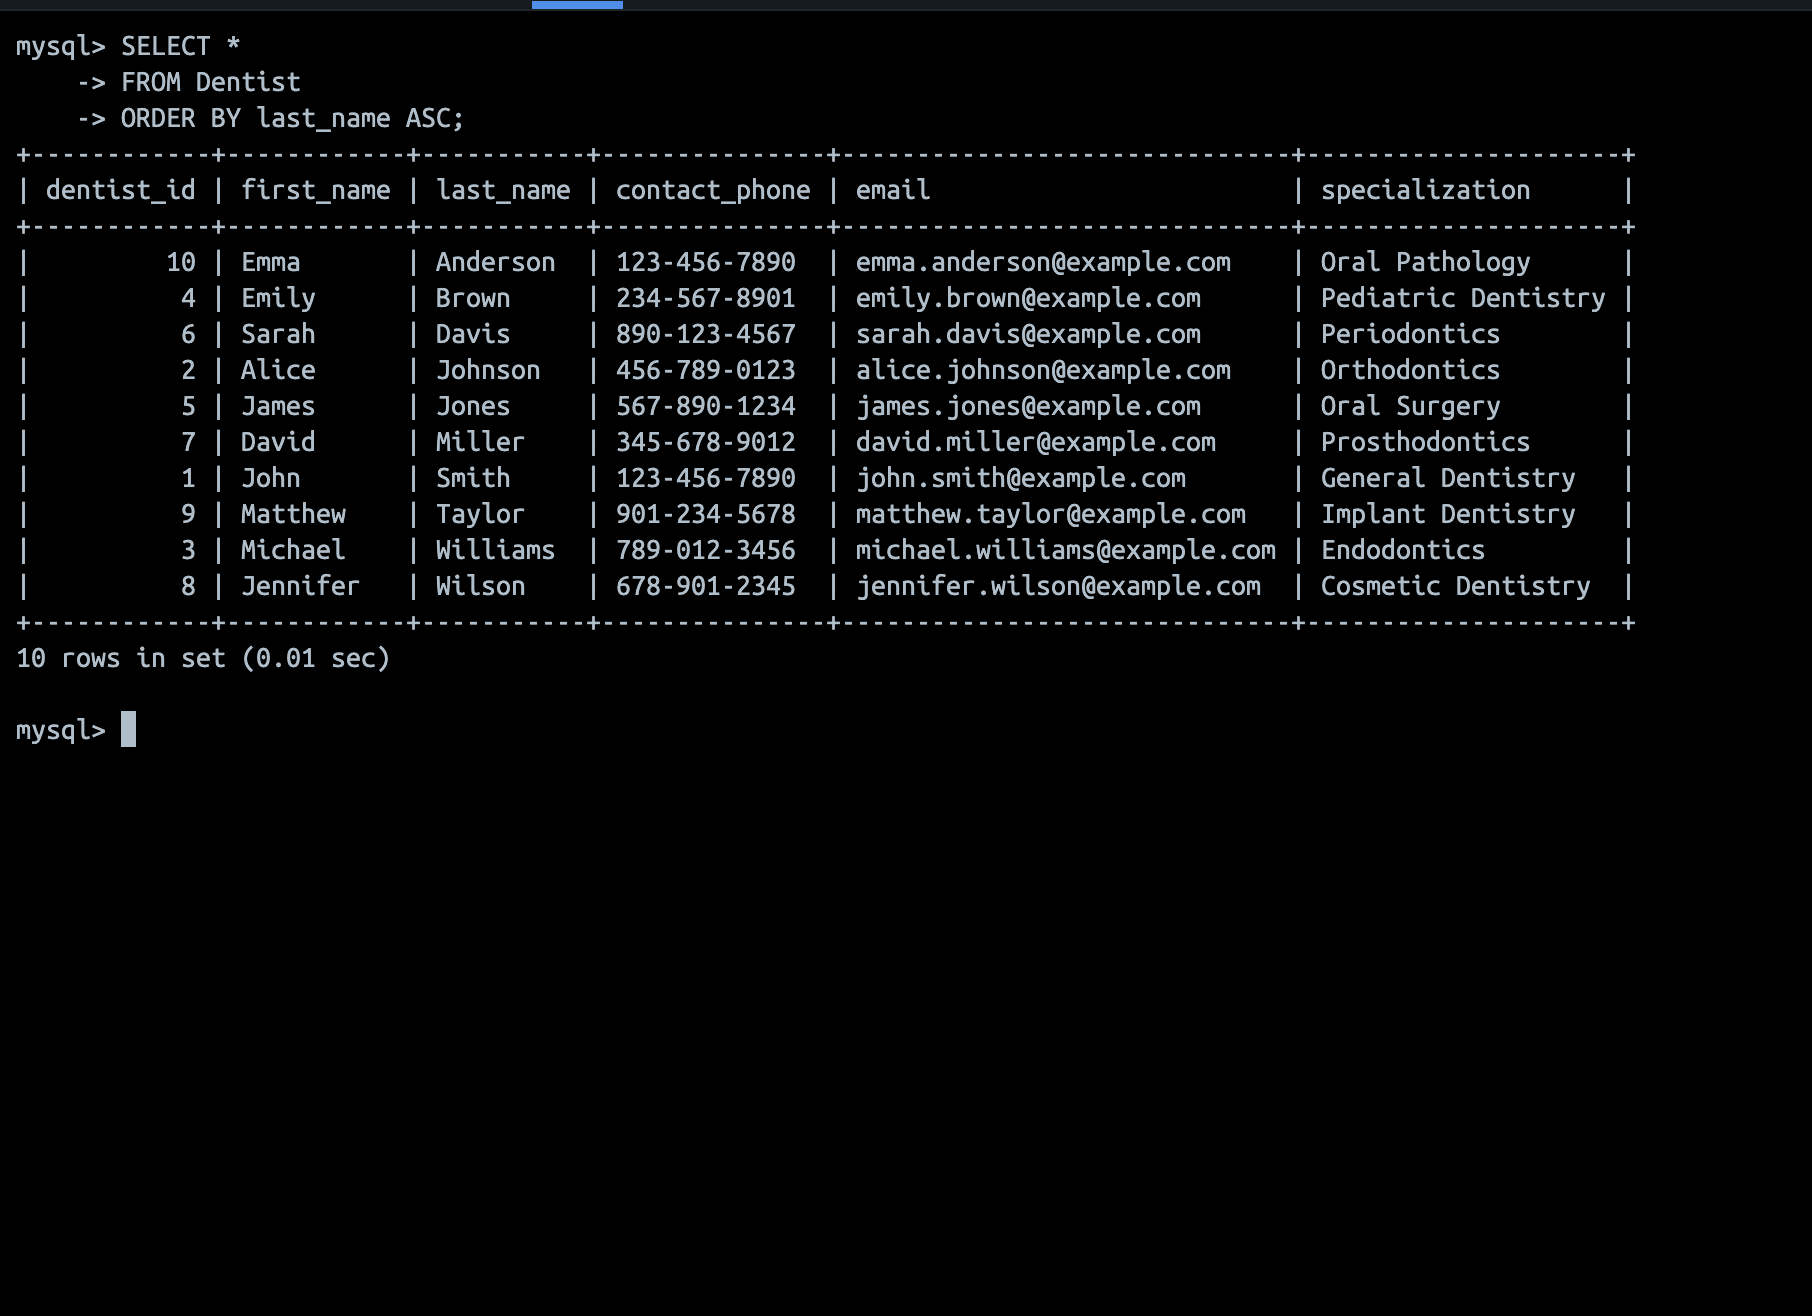 mysql> SELECT *
    -> FROM Dentist
    -> ORDER BY last_name ASC;
+------------+------------+-----------+---------------+------------------------------+---------------------+
| dentist_id | first_name | last_name | contact_phone | email                        | specialization      |
+------------+------------+-----------+---------------+------------------------------+---------------------+
|         10 | Emma       | Anderson  | 123-456-7890  | emma.anderson@example.com    | Oral Pathology      |
|          4 | Emily      | Brown     | 234-567-8901  | emily.brown@example.com      | Pediatric Dentistry |
|          6 | Sarah      | Davis     | 890-123-4567  | sarah.davis@example.com      | Periodontics        |
|          2 | Alice      | Johnson   | 456-789-0123  | alice.johnson@example.com    | Orthodontics        |
|          5 | James      | Jones     | 567-890-1234  | james.jones@example.com      | Oral Surgery        |
|          7 | David      | Miller    | 345-678-9012  | david.miller@example.com     | Prosthodontics      |
|          1 | John       | Smith     | 123-456-7890  | john.smith@example.com       | General Dentistry   |
|          9 | Matthew    | Taylor    | 901-234-5678  | matthew.taylor@example.com   | Implant Dentistry   |
|          3 | Michael    | Williams  | 789-012-3456  | michael.williams@example.com | Endodontics         |
|          8 | Jennifer   | Wilson    | 678-901-2345  | jennifer.wilson@example.com  | Cosmetic Dentistry  |
+------------+------------+-----------+---------------+------------------------------+---------------------+
10 rows in set (0.01 sec)
mysql>